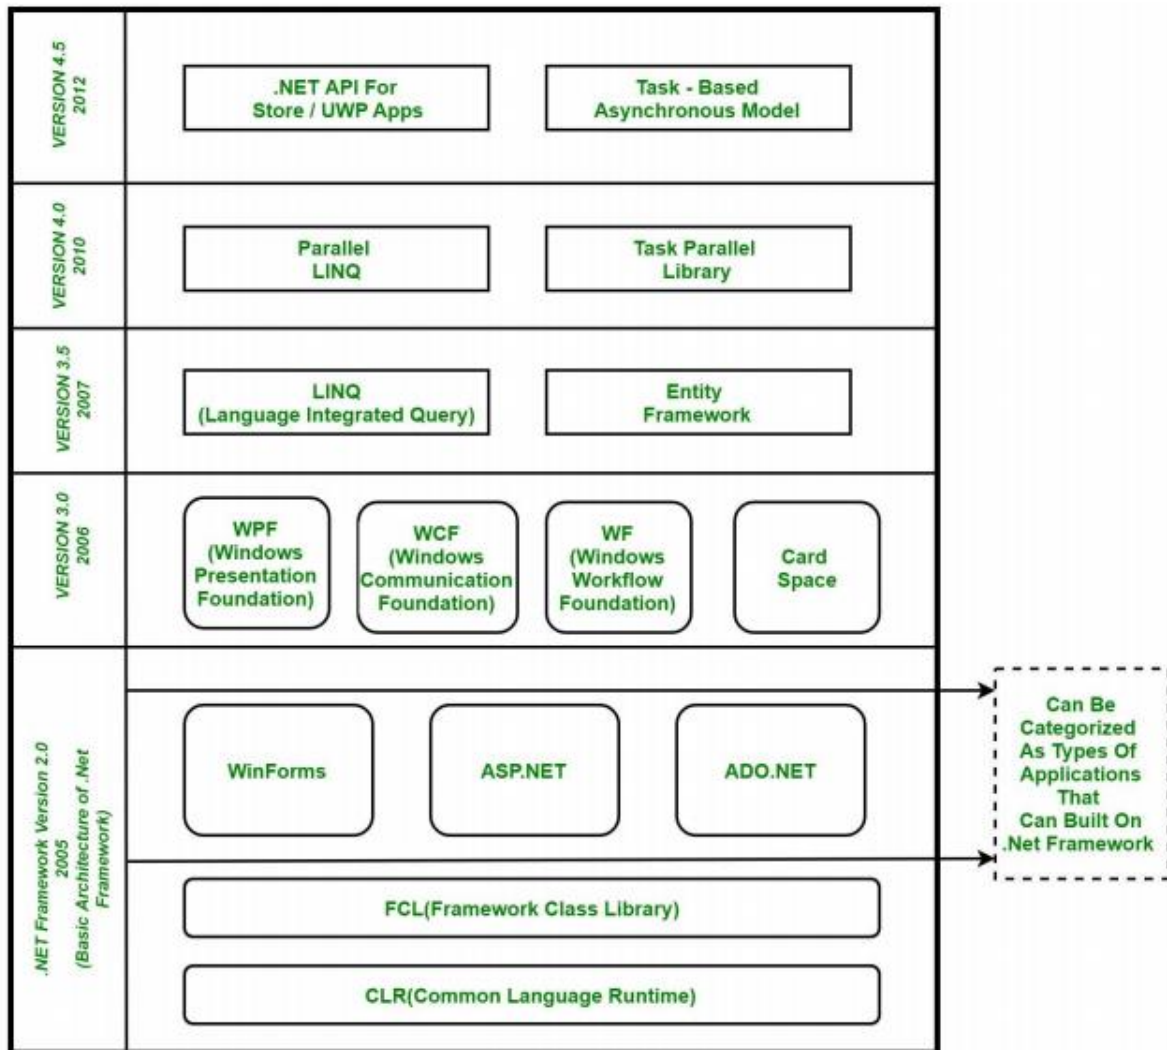 VERSION 4.5
2012
.NET API For
Store / UWP Apps
Task - Based
Asynchronous Model
VERSION 4.0
2010
Parallel
LINQ
Task Parallel
Library
VERSION 3.5
2007
LINQ
(Language Integrated Query)
Entity
Framework
VERSION 3.0
2006
WPF
(Windows
Presentation
Foundation)
WCF
(Windows
Communication
Foundation)
WF
(Windows
Workflow
Foundation)
Card
Space
.NET Framework Version 2.0
2005
(Basic Architecture of .Net
Framework)
WinForms
ASP.NET
ADO.NET
Can Be
Categorized
As Types Of
Applications
That
Can Built On
.Net Framework
FCL(Framework Class Library)
CLR(Common Language Runtime)